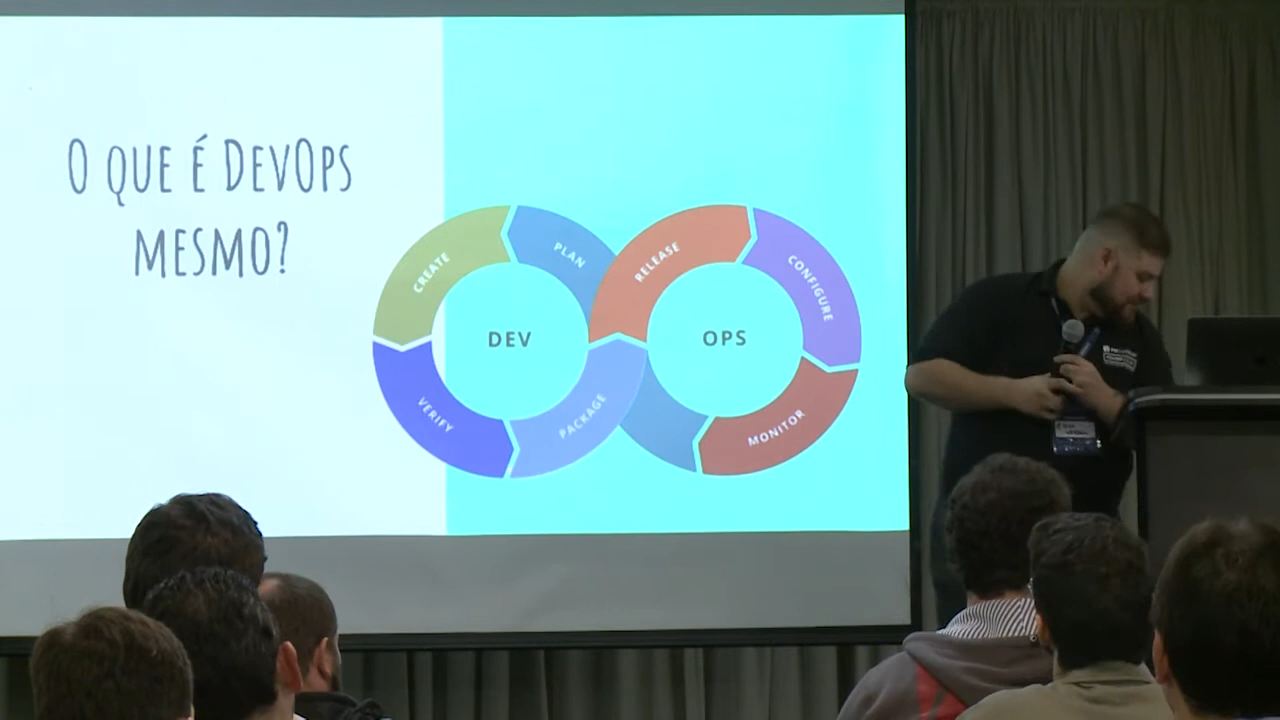 O QUE É DEVOPS
MESMO?
CREATE
PLAN
RELEASE
CONFIGURE
DEV
OPS
VERIFY
PACKAGE
MONITOR